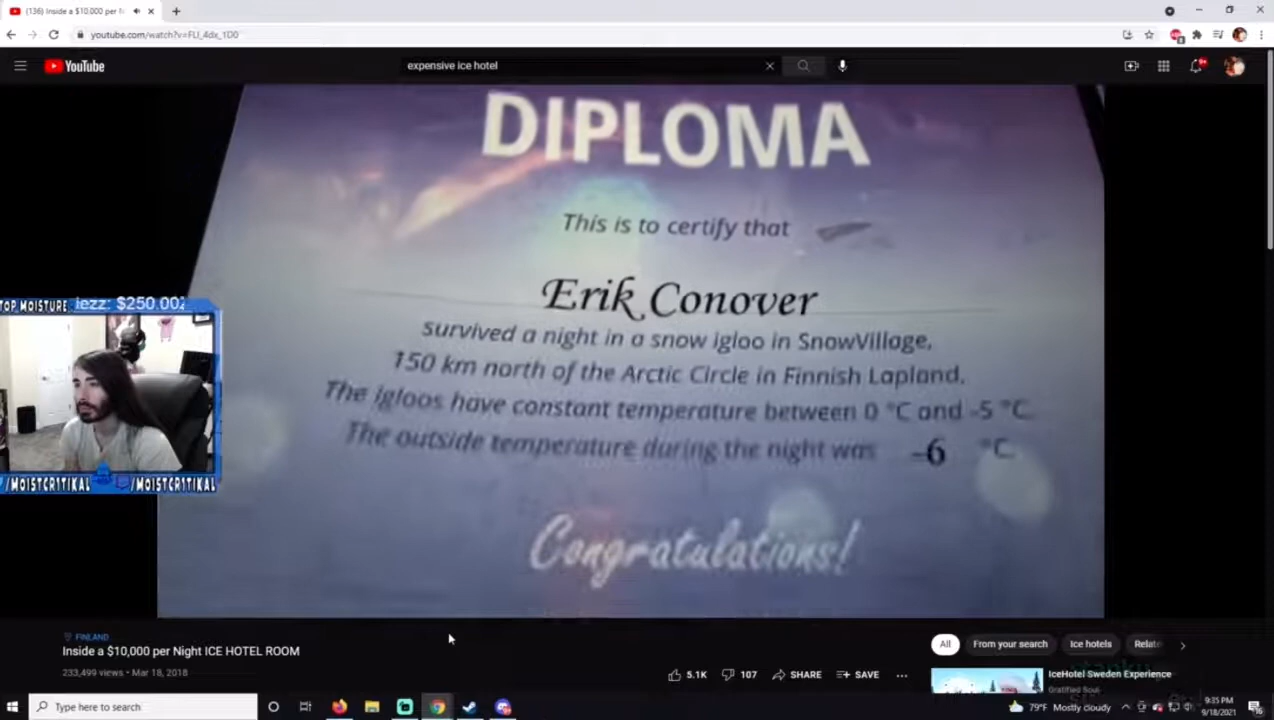 (136) Inside a $10,000 per N
youtube.com/watch?v=FU_4dx_1D0
YouTube
expensive ice hotel
DIPLOMA
This is to certify that
Erik Conover
survived a night in a snow igloo in SnowVillage,
150 km north of the Arctic Circle in Finnish Lapland.
The igloos have constant temperature between 0 °C and -5 °C.
The outside temperature during the night was -6 °C.
Congratulations!
TOP MOISTURE iezz: $250.00
/MOISTCR1TIKAL /MOISTCR1TIKAL
FINLAND
Inside a $10,000 per Night ICE HOTEL ROOM
233,499 views • Mar 18, 2018
5.1K 107 SHARE SAVE
All From your search Ice hotels Relate
IceHotel Sweden Experience
Gratified Soul
Type here to search
79°F Mostly cloudy
9:35 PM
9/18/2021